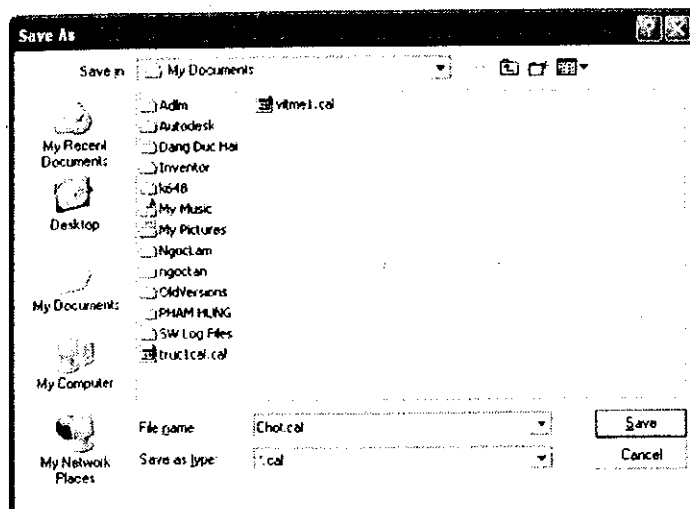 Save As
Save in
My Documents
Adlm
vitme1.cal
Autodesk
Dang Duc Hai
Inventor
k648
My Music
My Pictures
NgocLam
ngoctan
OldVersions
PHAM HUNG
SW Log Files
truc1cal.cal
My Recent
Documents
Desktop
My Documents
My Computer
My Network
Places
File name
Chot.cal
Save
Save as type:
*.cal
Cancel